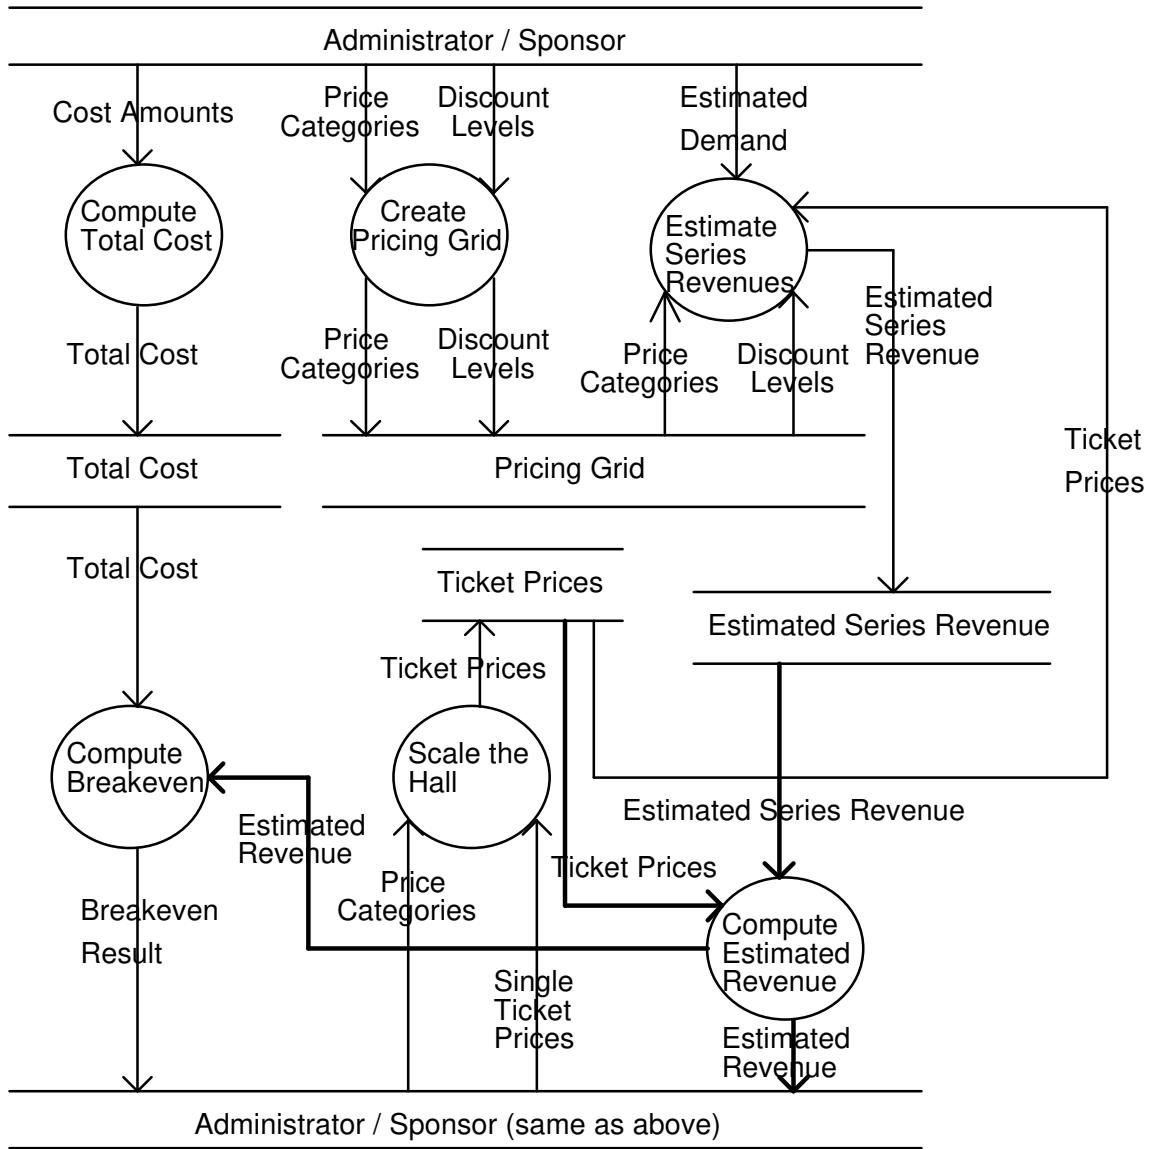 Administrator / Sponsor
Cost Amounts
Price
Categories
Discount
Levels
Estimated
Demand
Compute
Total Cost
Create
Pricing Grid
Estimate
Series
Revenues
Estimated
Series
Revenue
Total Cost
Price
Categories
Discount
Levels
Price
Categories
Discount
Levels
Ticket
Prices
Total Cost
Pricing Grid
Total Cost
Ticket Prices
Estimated Series Revenue
Ticket Prices
Compute
Breakeven
Scale the
Hall
Estimated Series Revenue
Estimated
Revenue
Ticket Prices
Price
Categories
Breakeven
Result
Compute
Estimated
Revenue
Single
Ticket
Prices
Estimated
Revenue
Administrator / Sponsor (same as above)